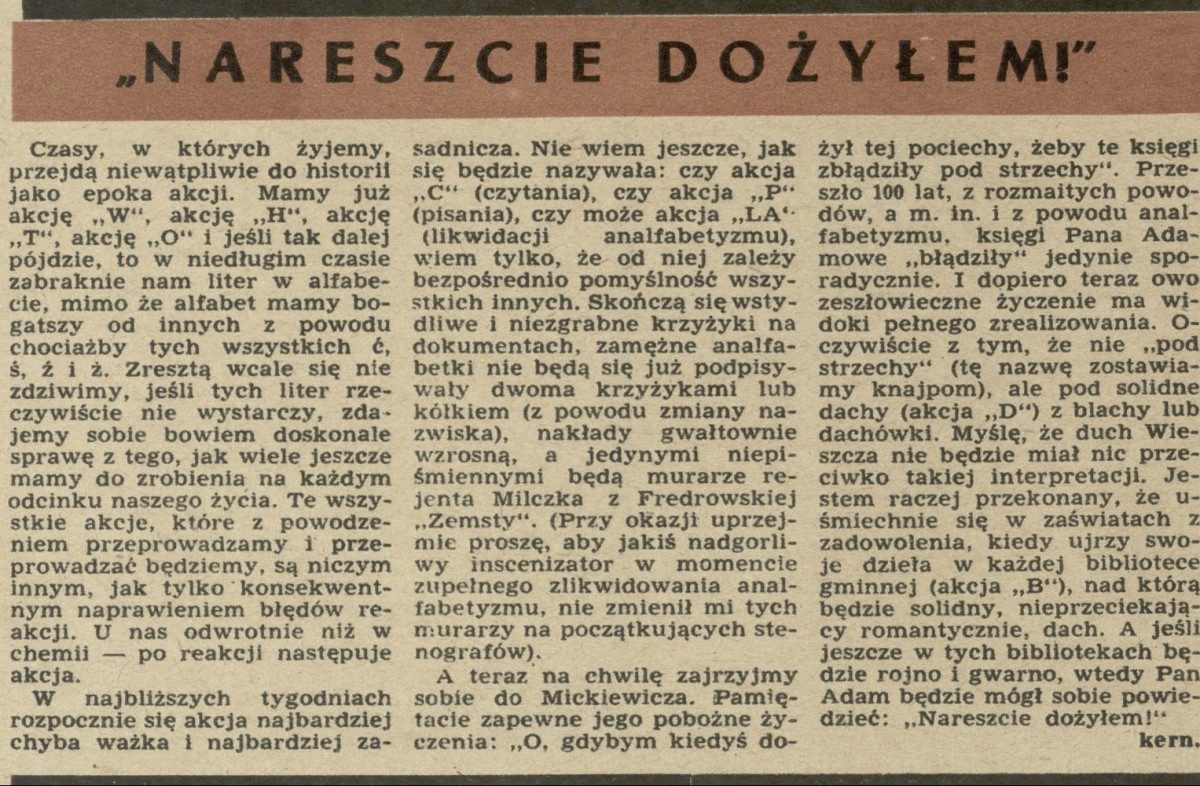 „NARESZCIE DOŻYŁEM!”
Czasy, w których żyjemy,
przejdą niewątpliwie do historii
jako epoka akcji. Mamy już
akcję „W“, akcję „H“, akcję
„T“, akcję „O“ i jeśli tak dalej
pójdzie, to w niedługim czasie
zabraknie nam liter w alfabe-
cie, mimo że alfabet mamy bo-
gatszy od innych z powodu
chociażby tych wszystkich ć,
ś, ź i ż. Zresztą wcale się nie
zdziwimy, jeśli tych liter rze-
czywiście nie wystarczy, zda-
jemy sobie bowiem doskonale
sprawę z tego, jak wiele jeszcze
mamy do zrobienia na każdym
odcinku naszego życia. Te wszy-
stkie akcje, które z powodze-
niem przeprowadzamy i prze-
prowadzać będziemy, są niczym
innym, jak tylko konsekwent-
nym naprawieniem błędów re-
akcji. U nas odwrotnie niż w
chemii — po reakcji następuje
akcja.
W najbliższych tygodniach
rozpocznie się akcja najbardziej
chyba ważka i najbardziej za-
sadnicza. Nie wiem jeszcze, jak
się będzie nazywała: czy akcja
„C“ (czytania), czy akcja „P“
(pisania), czy może akcja „LA“
(likwidacji analfabetyzmu),
wiem tylko, że od niej zależy
bezpośrednio pomyślność wszy-
stkich innych. Skończą się wsty-
dliwe i niezgrabne krzyżyki na
dokumentach, zamężne analfa-
betki nie będą się już podpisy-
wały dwoma krzyżykami lub
kółkiem (z powodu zmiany na-
zwiska), nakłady gwałtownie
wzrosną, a jedynymi niepi-
śmiennymi będą murarze re-
jenta Milczka z Fredrowskiej
„Zemsty“. (Przy okazji uprzej-
mie proszę, aby jakiś nadgorli-
wy inscenizator w momencie
zupełnego zlikwidowania anal-
fabetyzmu, nie zmienił mi tych
murarzy na początkujących ste-
nografów).
A teraz na chwilę zajrzyjmy
sobie do Mickiewicza. Pamię-
tacie zapewne jego pobożne ży-
czenia: „O, gdybym kiedyś do-
żył tej pociechy, żeby te księgi
zbłądziły pod strzechy“. Prze-
szło 100 lat, z rozmaitych powo-
dów, a m. in. i z powodu anal-
fabetyzmu, księgi Pana Ada-
mowe „błądziły“ jedynie spo-
radycznie. I dopiero teraz owo
zeszłowieczne życzenie ma wi-
doki pełnego zrealizowania. O-
czywiście z tym, że nie „pod
strzechy“ (tę nazwę zostawia-
my knajpom), ale pod solidne
dachy (akcja „D“) z blachy lub
dachówki. Myślę, że duch Wie-
szcza nie będzie miał nic prze-
ciwko takiej interpretacji. Je-
stem raczej przekonany, że u-
śmiechnie się w zaświatach z
zadowolenia, kiedy ujrzy swo-
je dzieła w każdej bibliotece
gminnej (akcja „B“), nad którą
będzie solidny, nieprzeciekają-
cy romantycznie, dach. A jeśli
jeszcze w tych bibliotekach bę-
dzie rojno i gwarno, wtedy Pan
Adam będzie mógł sobie powie-
dzieć: „Nareszcie dożyłem!“
kern.